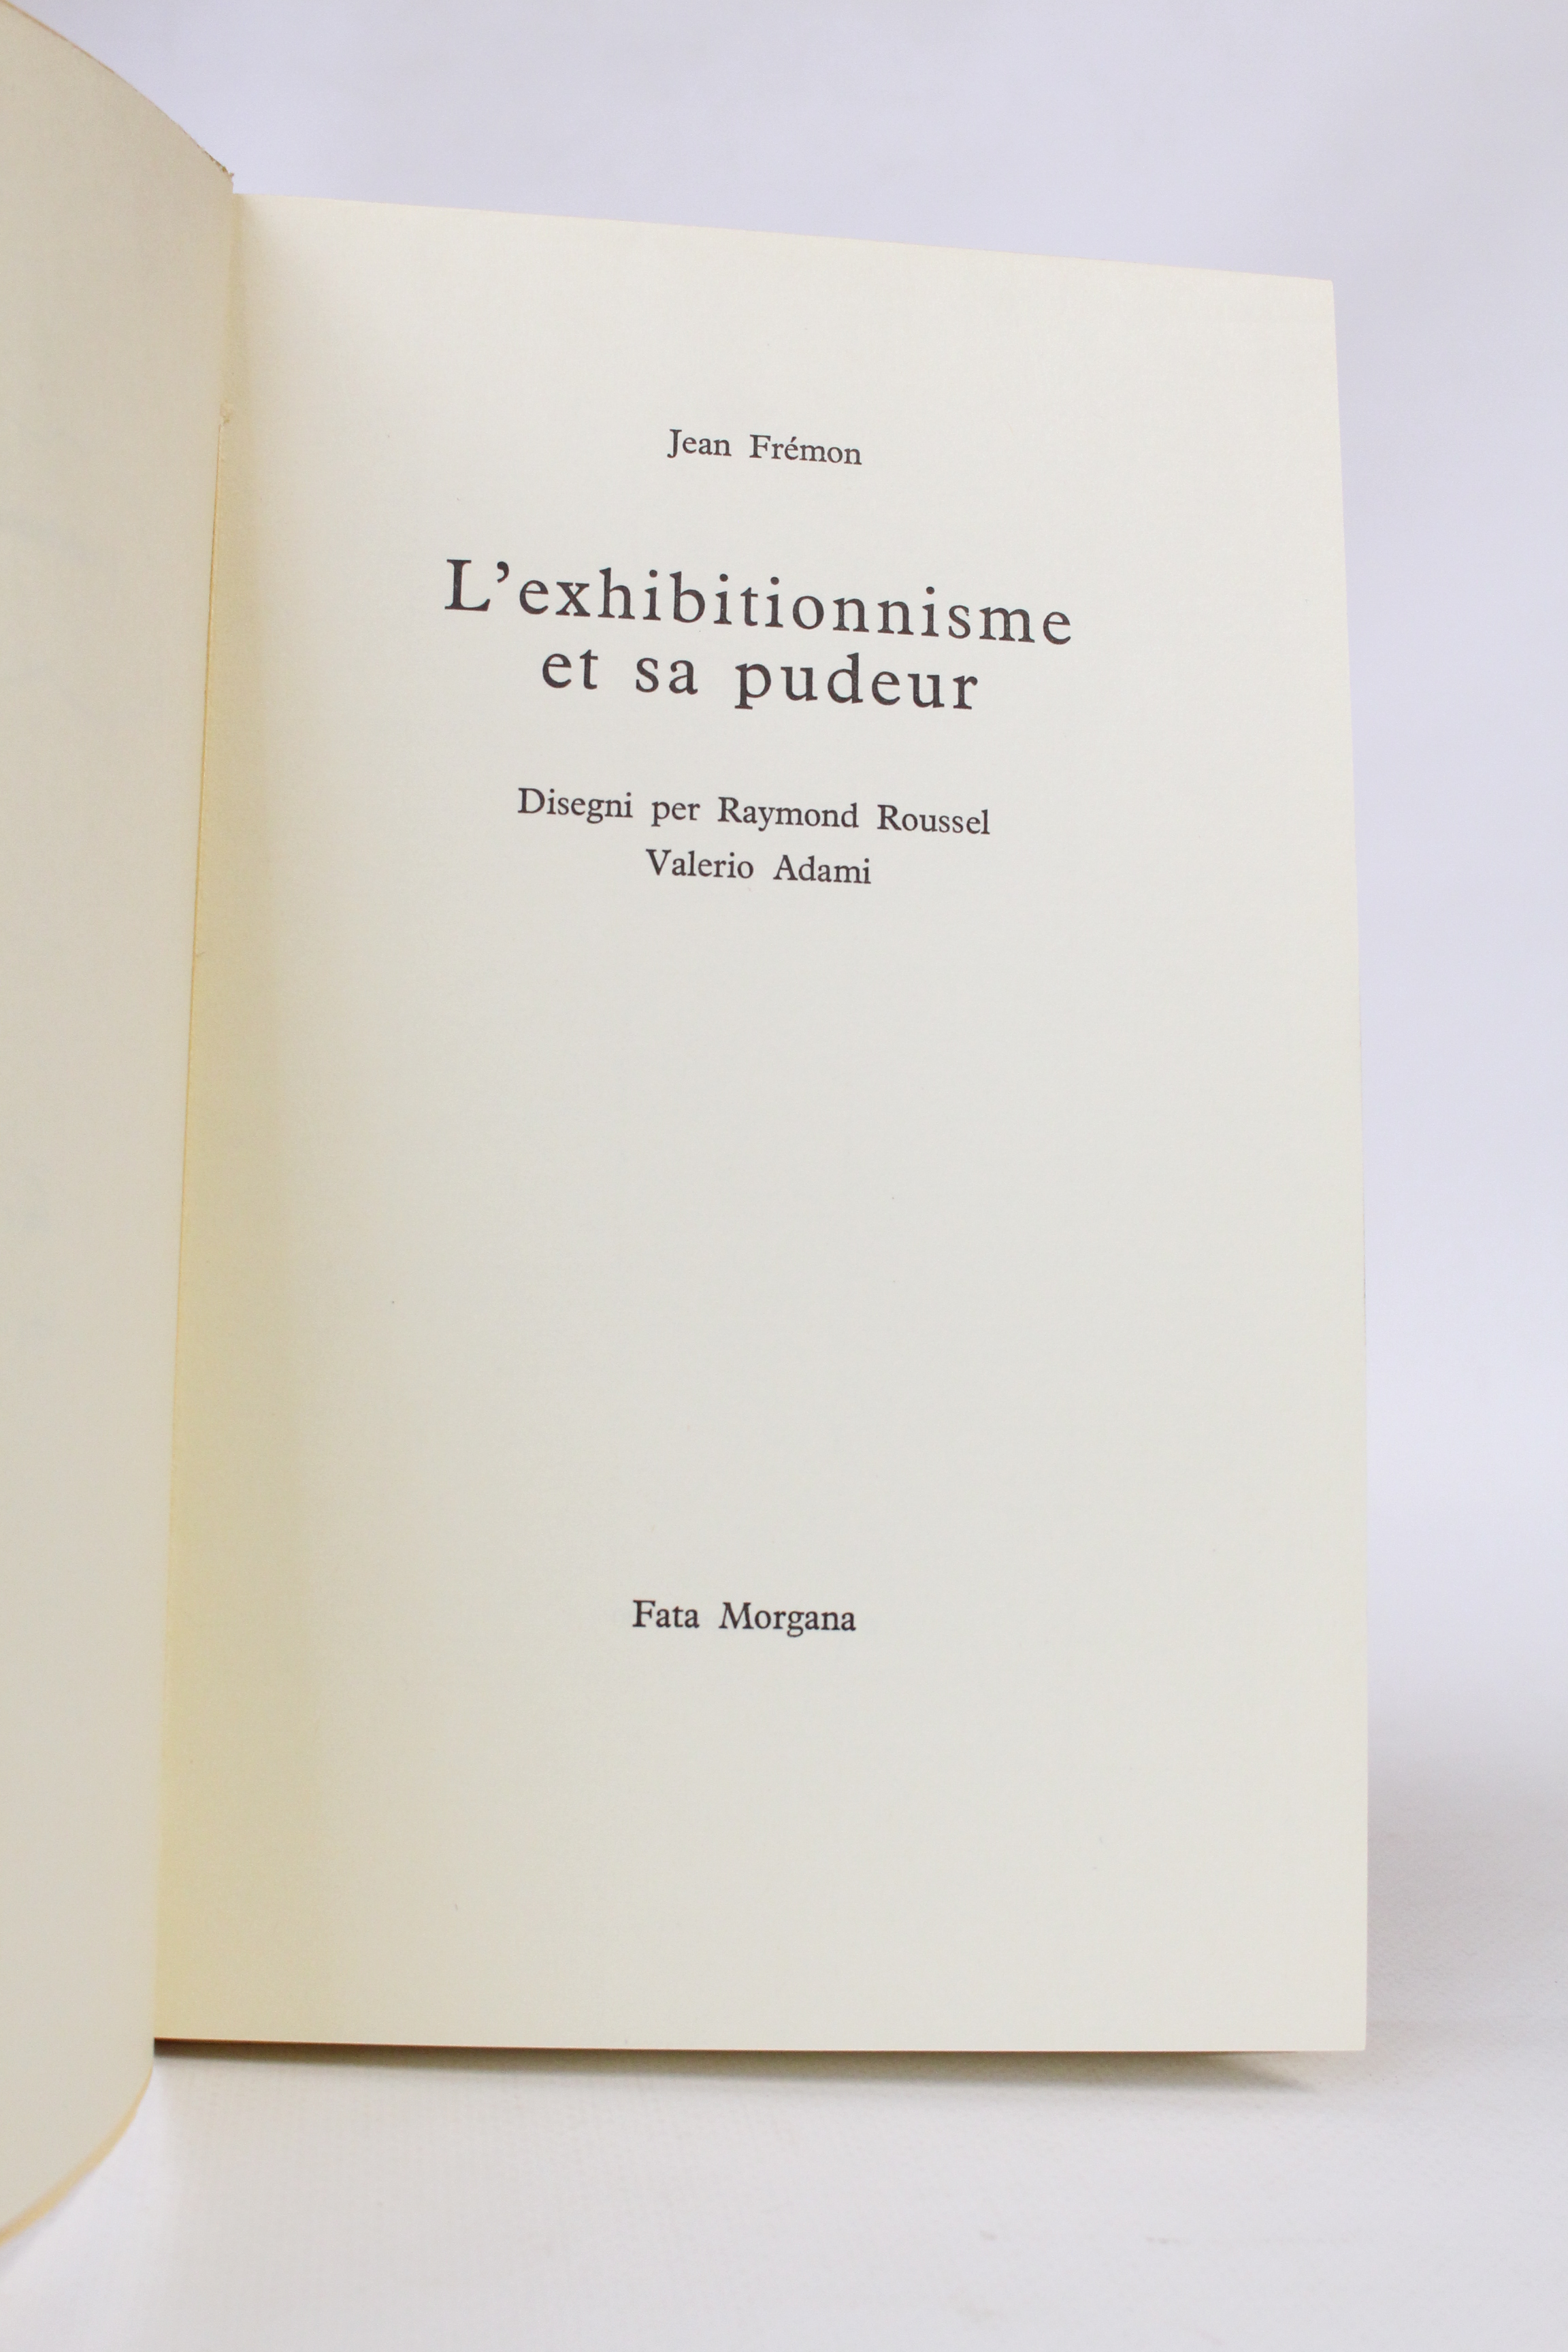 Jean Frémon
L’exhibitionnisme
et sa pudeur
Disegni per Raymond Roussel
Valerio Adami
Fata Morgana